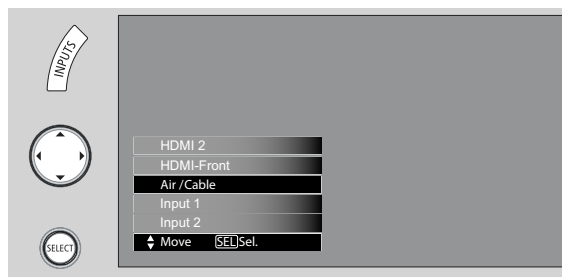 INPUTS
HDMI 2
HDMI-Front
Air /Cable
Input 1
Input 2
Move SEL Sel.
SELECT